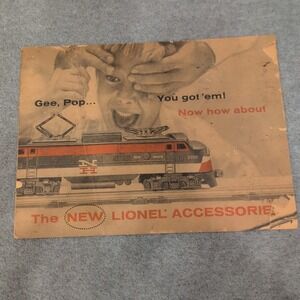 Gee, Pop...
You got 'em!
Now how about
The NEW LIONEL ACCESSORIE
N
H